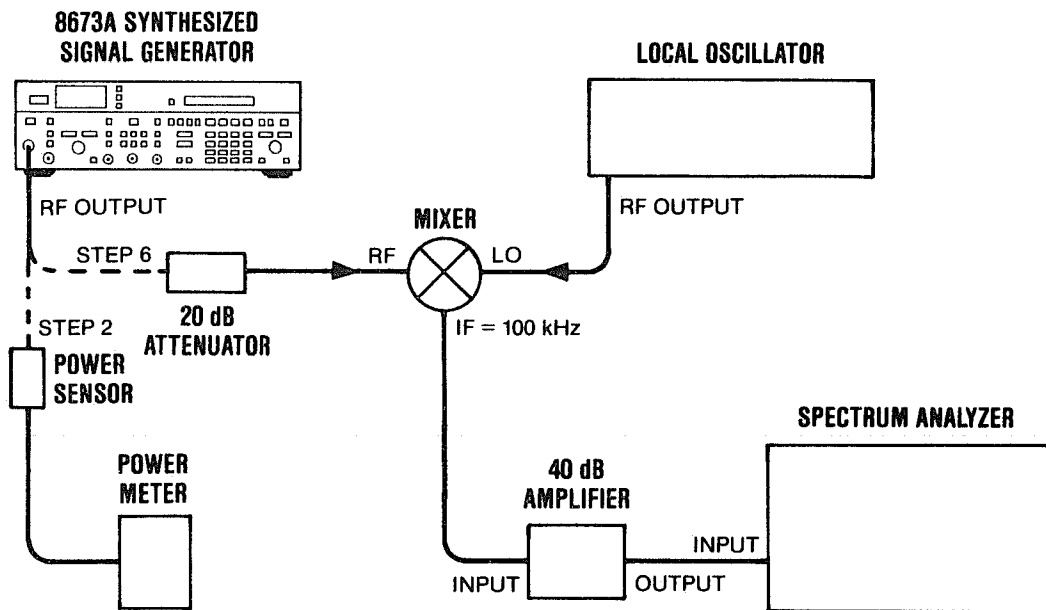 8673A SYNTHESIZED
SIGNAL GENERATOR
LOCAL OSCILLATOR
RF OUTPUT
RF OUTPUT
MIXER
STEP 6
RF
LO
20 dB
ATTENUATOR
IF = 100 kHz
STEP 2
POWER
SENSOR
SPECTRUM ANALYZER
POWER
METER
40 dB
AMPLIFIER
INPUT
OUTPUT
INPUT